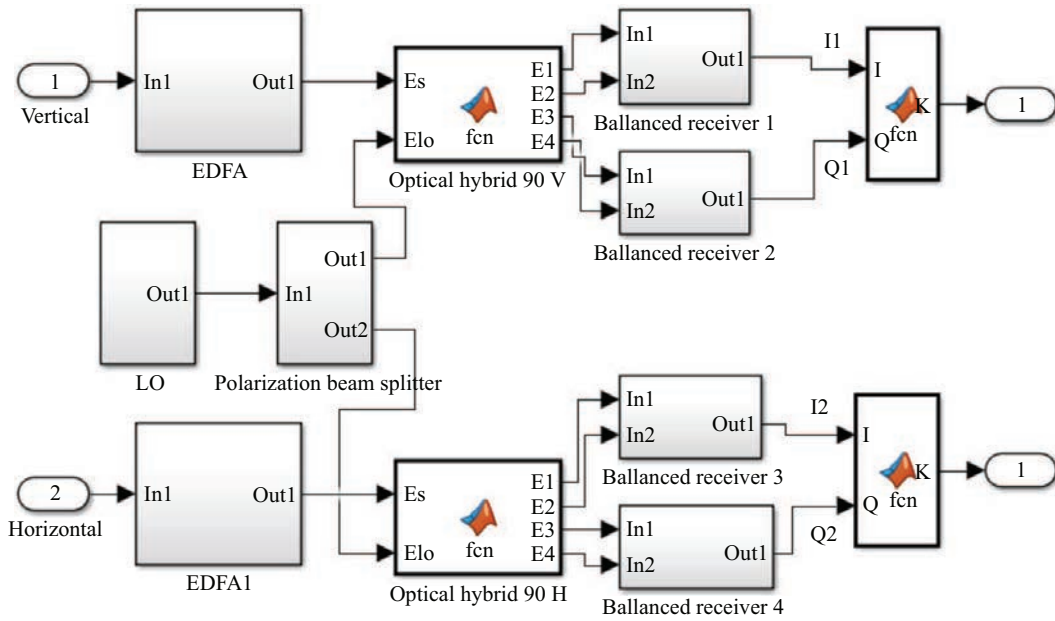 1
Vertical
In1
Out1
EDFA
Es
Elo
fcn
E1
E2
E3
E4
Optical hybrid 90 V
In1
In2
Out1
Ballanced receiver 1
In1
In2
Out1
Ballanced receiver 2
I1
Q1
I
Q
K
fcn
1
Out1
LO
In1
Out1
Out2
Polarization beam splitter
2
Horizontal
In1
Out1
EDFA1
Es
Elo
fcn
E1
E2
E3
E4
Optical hybrid 90 H
In1
In2
Out1
Ballanced receiver 3
In1
In2
Out1
Ballanced receiver 4
I2
Q2
I
Q
K
fcn
1